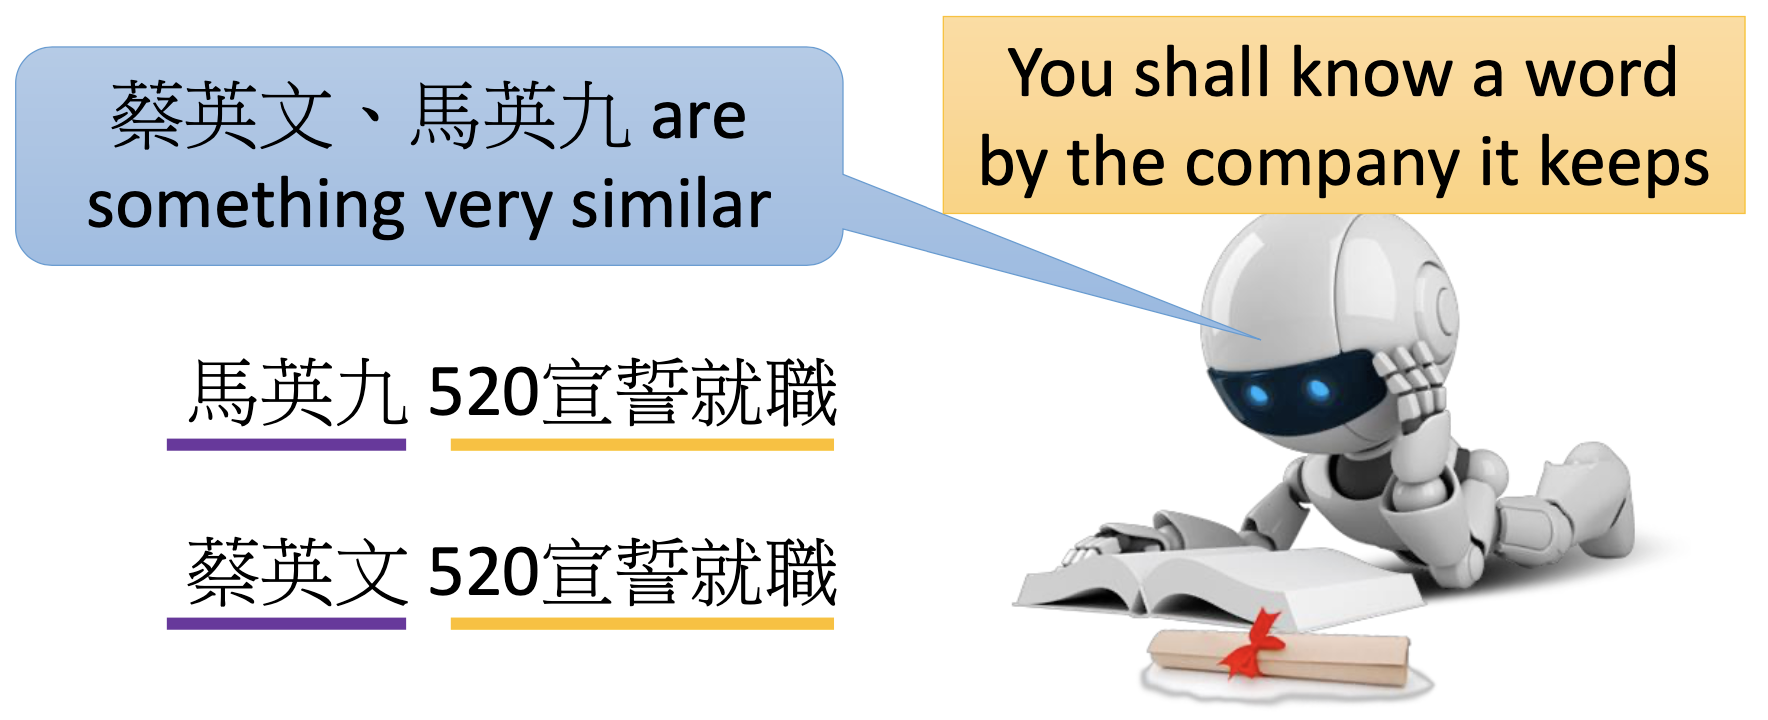 蔡英文、馬英九 are
something very similar
You shall know a word
by the company it keeps
馬英九 520宣誓就職
蔡英文 520宣誓就職